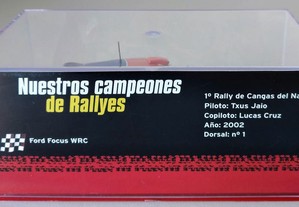 Nuestros campeones
de Rallyes
Ford Focus WRC
1º Rally de Cangas del Na
Piloto: Txus Jaio
Copiloto: Lucas Cruz
Año: 2002
Dorsal: nº 1